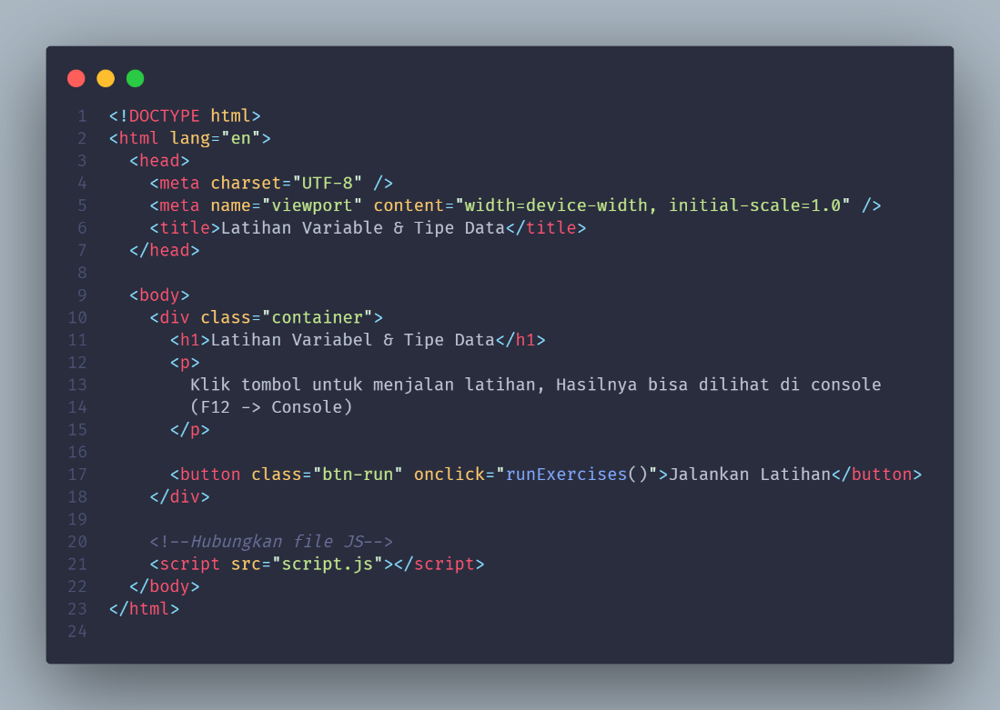 1 <!DOCTYPE html>
2 <html lang="en">
3   <head>
4     <meta charset="UTF-8" />
5     <meta name="viewport" content="width=device-width, initial-scale=1.0" />
6     <title>Latihan Variable & Tipe Data</title>
7   </head>
8
9   <body>
10     <div class="container">
11       <h1>Latihan Variabel & Tipe Data</h1>
12       <p>
13         Klik tombol untuk menjalan latihan, Hasilnya bisa dilihat di console
14         (F12 -> Console)
15       </p>
16
17       <button class="btn-run" onclick="runExercises()">Jalankan Latihan</button>
18     </div>
19
20     <!--Hubungkan file JS-->
21     <script src="script.js"></script>
22   </body>
23 </html>
24